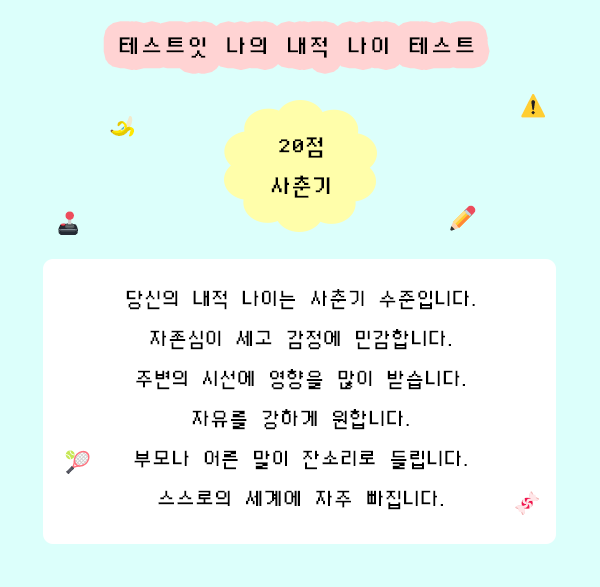 테스트잇 나의 내적 나이 테스트
20점
사춘기
당신의 내적 나이는 사춘기 수준입니다.
자존심이 세고 감정에 민감합니다.
주변의 시선에 영향을 많이 받습니다.
자유를 강하게 원합니다.
부모나 어른 말이 잔소리로 들립니다.
스스로의 세계에 자주 빠집니다.